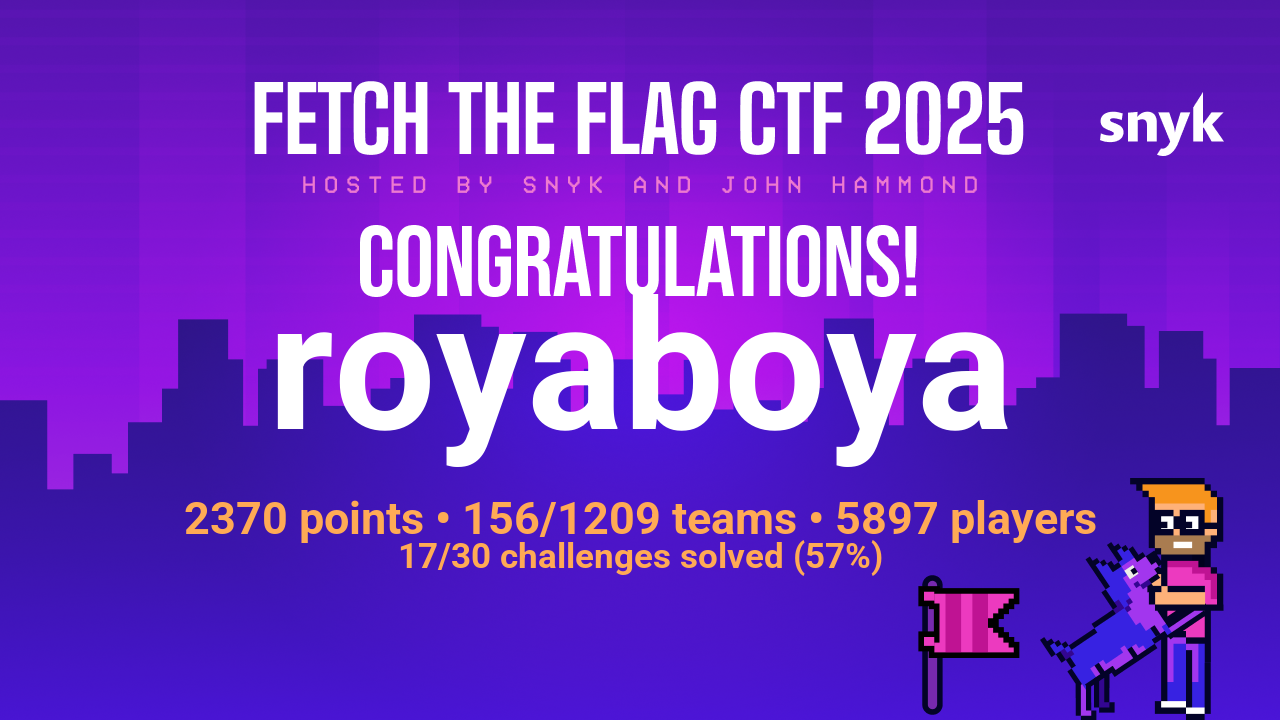 FETCH THE FLAG CTF 2025
snyk
HOSTED BY SNYK AND JOHN HAMMOND
CONGRATULATIONS!
royaboya
2370 points • 156/1209 teams • 5897 players
17/30 challenges solved (57%)